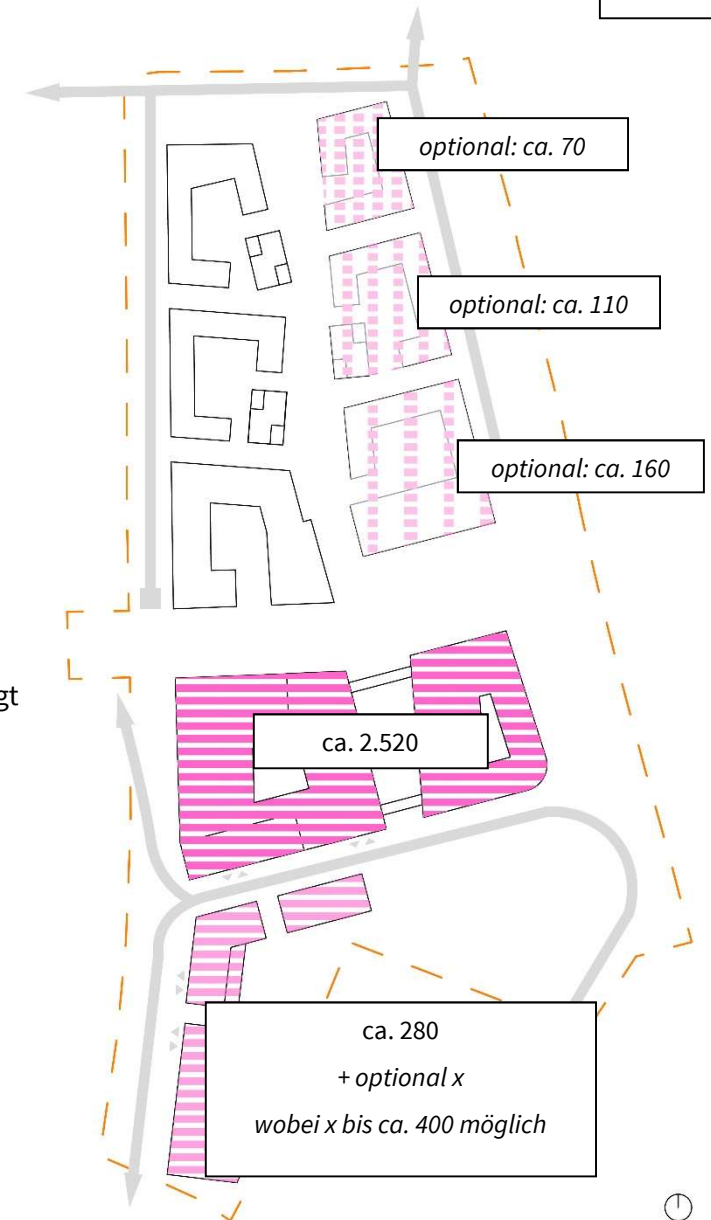 optional: ca. 70
optional: ca. 110
optional: ca. 160
gt
ca. 2.520
ca. 280
+ optional x
wobei x bis ca. 400 möglich